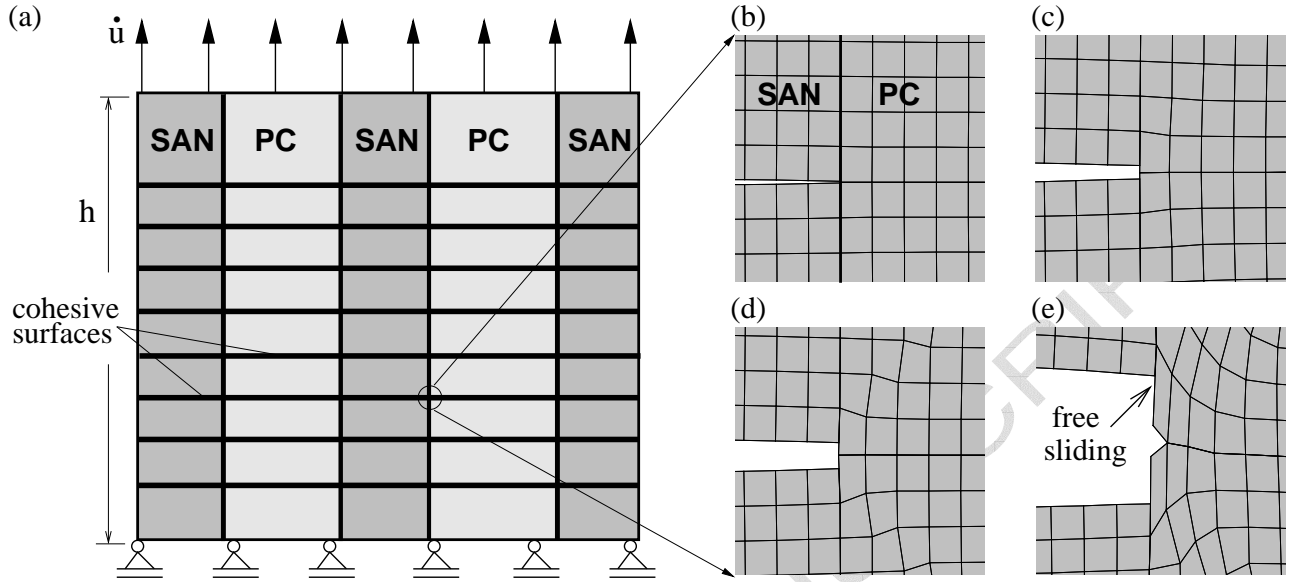 (a)
u̇
SAN PC SAN PC SAN
h
cohesive
surfaces
(b)
SAN PC
(c)
(d)
(e)
free
sliding